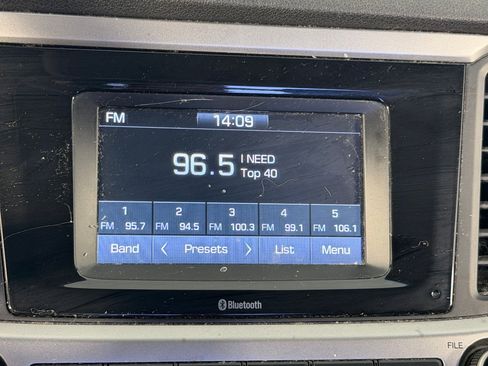 FM 14:09
96.5 I NEED
Top 40
1 2 3 4 5
FM 95.7 FM 94.5 FM 100.3 FM 99.1 FM 106.1
Band < Presets > List Menu
Bluetooth
FILE